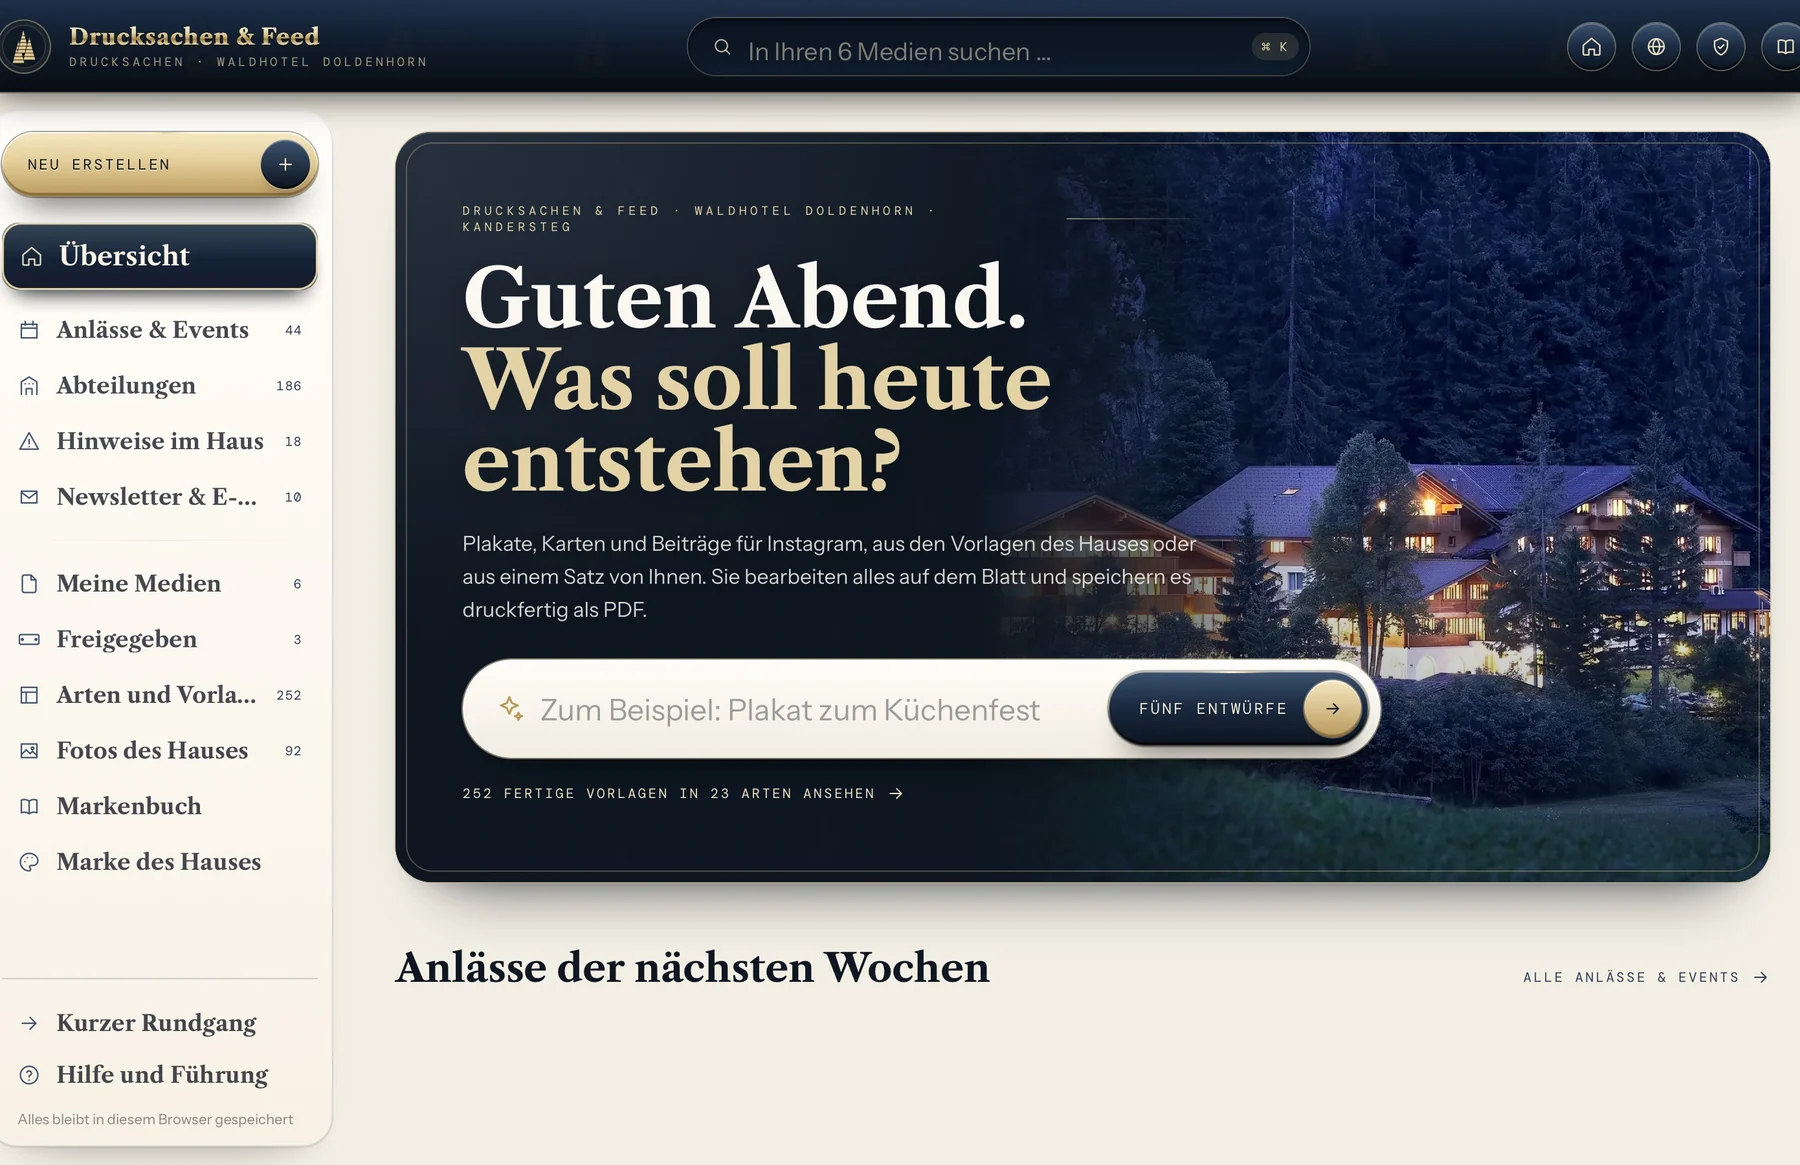 Drucksachen & Feed
DRUCKSACHEN · WALDHOTEL DOLDENHORN
In Ihren 6 Medien suchen ...
⌘ K
NEU ERSTELLEN
Übersicht
Anlässe & Events 44
Abteilungen 186
Hinweise im Haus 18
Newsletter & E-... 10
Meine Medien 6
Freigegeben 3
Arten und Vorla... 252
Fotos des Hauses 92
Markenbuch
Marke des Hauses
Kurzer Rundgang
Hilfe und Führung
Alles bleibt in diesem Browser gespeichert
DRUCKSACHEN & FEED · WALDHOTEL DOLDENHORN ·
KANDERSTEG
Guten Abend.
Was soll heute
entstehen?
Plakate, Karten und Beiträge für Instagram, aus den Vorlagen des Hauses oder
aus einem Satz von Ihnen. Sie bearbeiten alles auf dem Blatt und speichern es
druckfertig als PDF.
Zum Beispiel: Plakat zum Küchenfest
FÜNF ENTWÜRFE →
252 FERTIGE VORLAGEN IN 23 ARTEN ANSEHEN →
Anlässe der nächsten Wochen
ALLE ANLÄSSE & EVENTS →